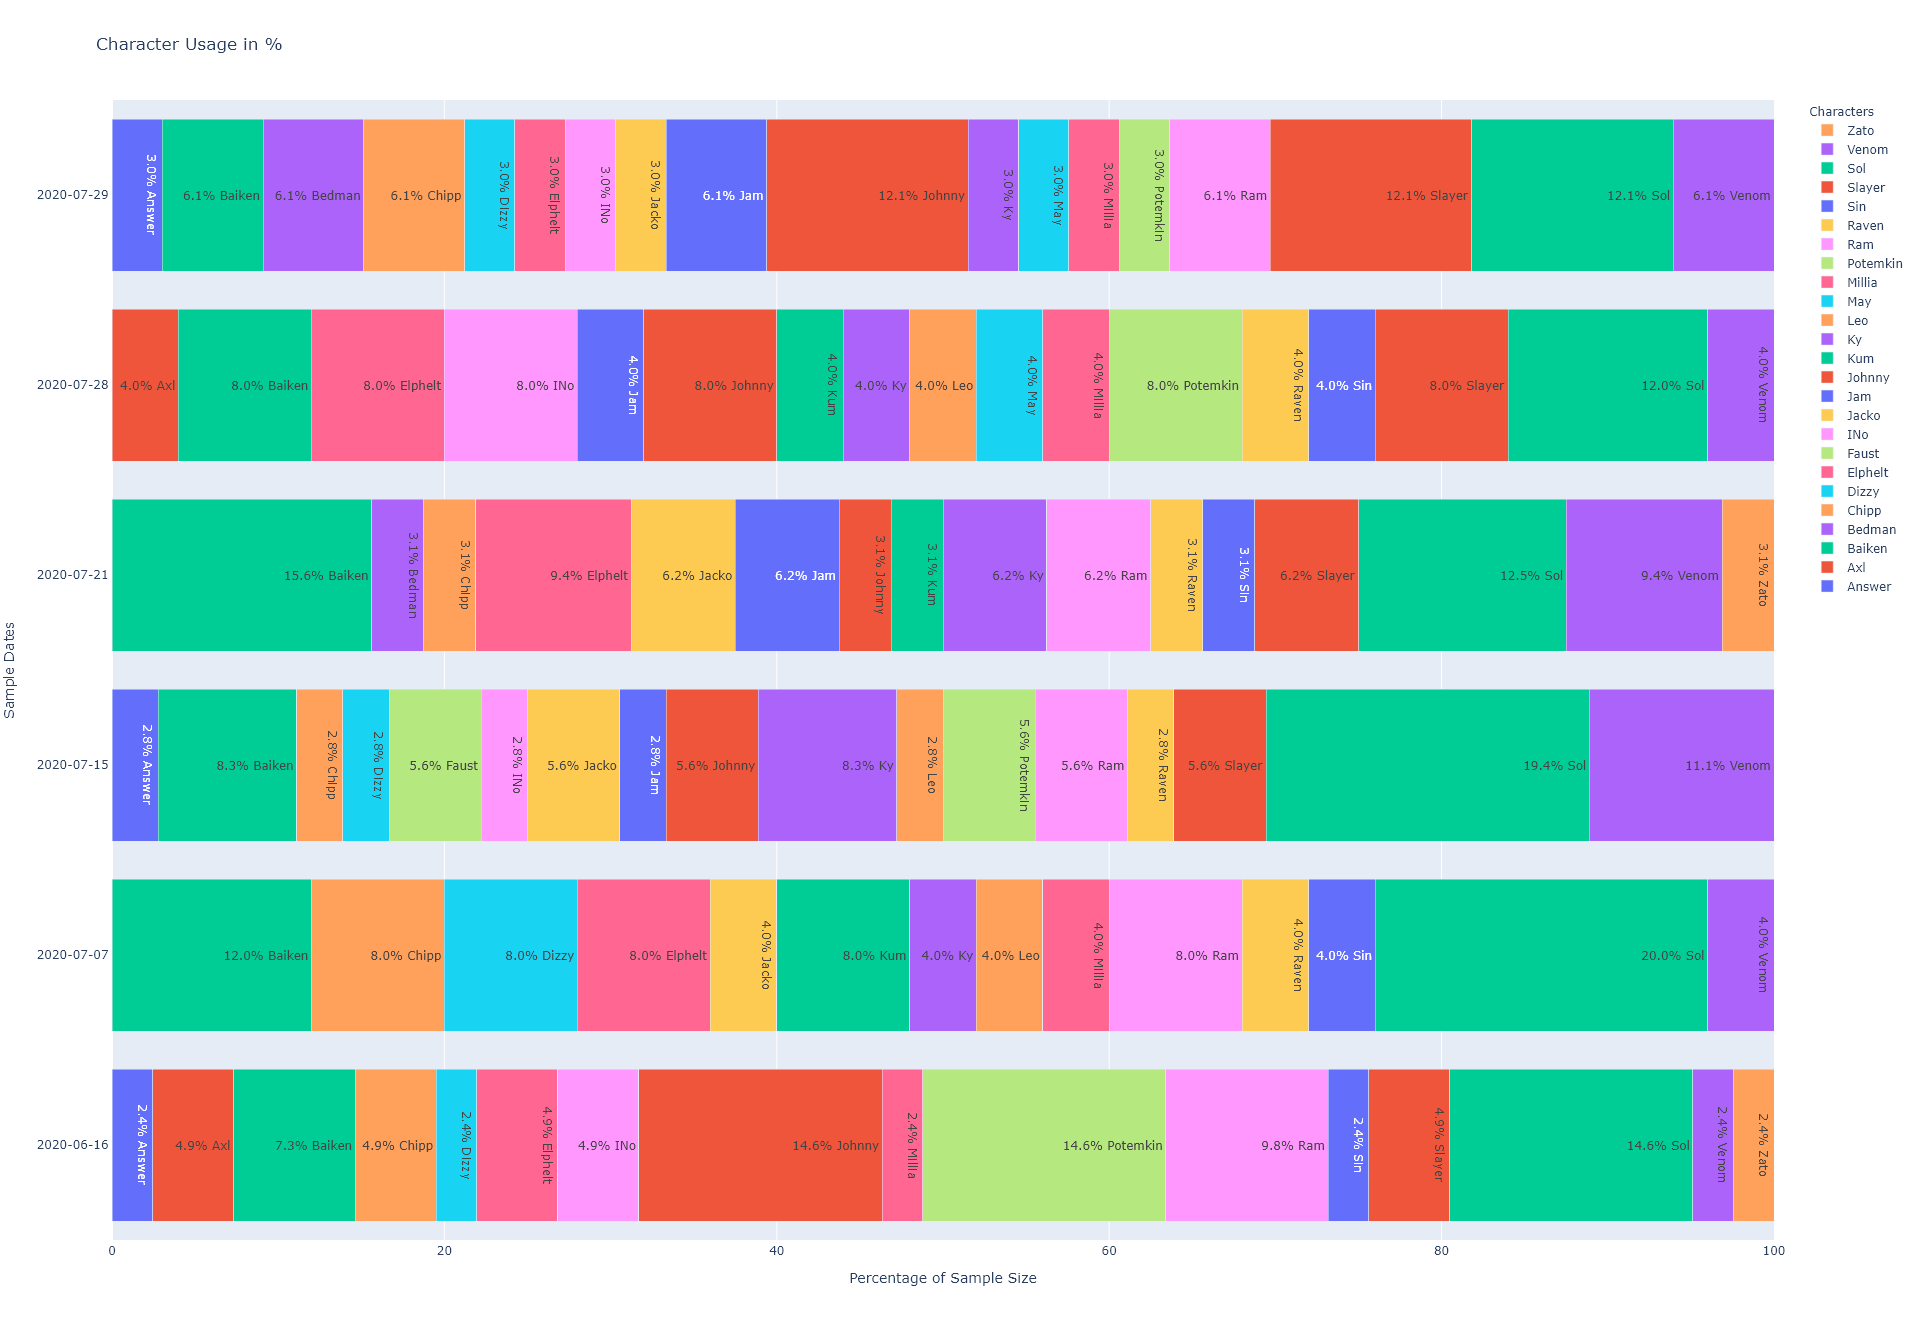 Character Usage in %
Characters
Zato
Venom
Sol
Slayer
Sin
Raven
Ram
Potemkin
Millia
May
Leo
Ky
Kum
Johnny
Jam
Jacko
INo
Faust
Elphelt
Dizzy
Chipp
Bedman
Baiken
Axl
Answer
Sample Dates
2020-07-29
3.0% Answer
6.1% Baiken
6.1% Bedman
6.1% Chipp
3.0% Dizzy
3.0% Elphelt
3.0% INo
3.0% Jacko
6.1% Jam
12.1% Johnny
3.0% Ky
3.0% May
3.0% Millia
3.0% Potemkin
6.1% Ram
12.1% Slayer
12.1% Sol
6.1% Venom
2020-07-28
4.0% Axl
8.0% Baiken
8.0% Elphelt
8.0% INo
4.0% Jam
8.0% Johnny
4.0% Kum
4.0% Ky
4.0% Leo
4.0% May
4.0% Millia
8.0% Potemkin
4.0% Raven
4.0% Sin
8.0% Slayer
12.0% Sol
4.0% Venom
2020-07-21
15.6% Baiken
3.1% Bedman
3.1% Chipp
9.4% Elphelt
6.2% Jacko
6.2% Jam
3.1% Johnny
3.1% Kum
6.2% Ky
6.2% Ram
3.1% Raven
3.1% Sin
6.2% Slayer
12.5% Sol
9.4% Venom
3.1% Zato
2020-07-15
2.8% Answer
8.3% Baiken
2.8% Chipp
2.8% Dizzy
5.6% Faust
2.8% INo
5.6% Jacko
2.8% Jam
5.6% Johnny
8.3% Ky
2.8% Leo
5.6% Potemkin
5.6% Ram
2.8% Raven
5.6% Slayer
19.4% Sol
11.1% Venom
2020-07-07
12.0% Baiken
8.0% Chipp
8.0% Dizzy
8.0% Elphelt
4.0% Jacko
8.0% Kum
4.0% Ky
4.0% Leo
4.0% Millia
8.0% Ram
4.0% Raven
4.0% Sin
20.0% Sol
4.0% Venom
2020-06-16
2.4% Answer
4.9% Axl
7.3% Baiken
4.9% Chipp
2.4% Dizzy
4.9% Elphelt
4.9% INo
14.6% Johnny
2.4% Millia
14.6% Potemkin
9.8% Ram
2.4% Sin
4.9% Slayer
14.6% Sol
2.4% Venom
2.4% Zato
0 20 40 60 80 100
Percentage of Sample Size